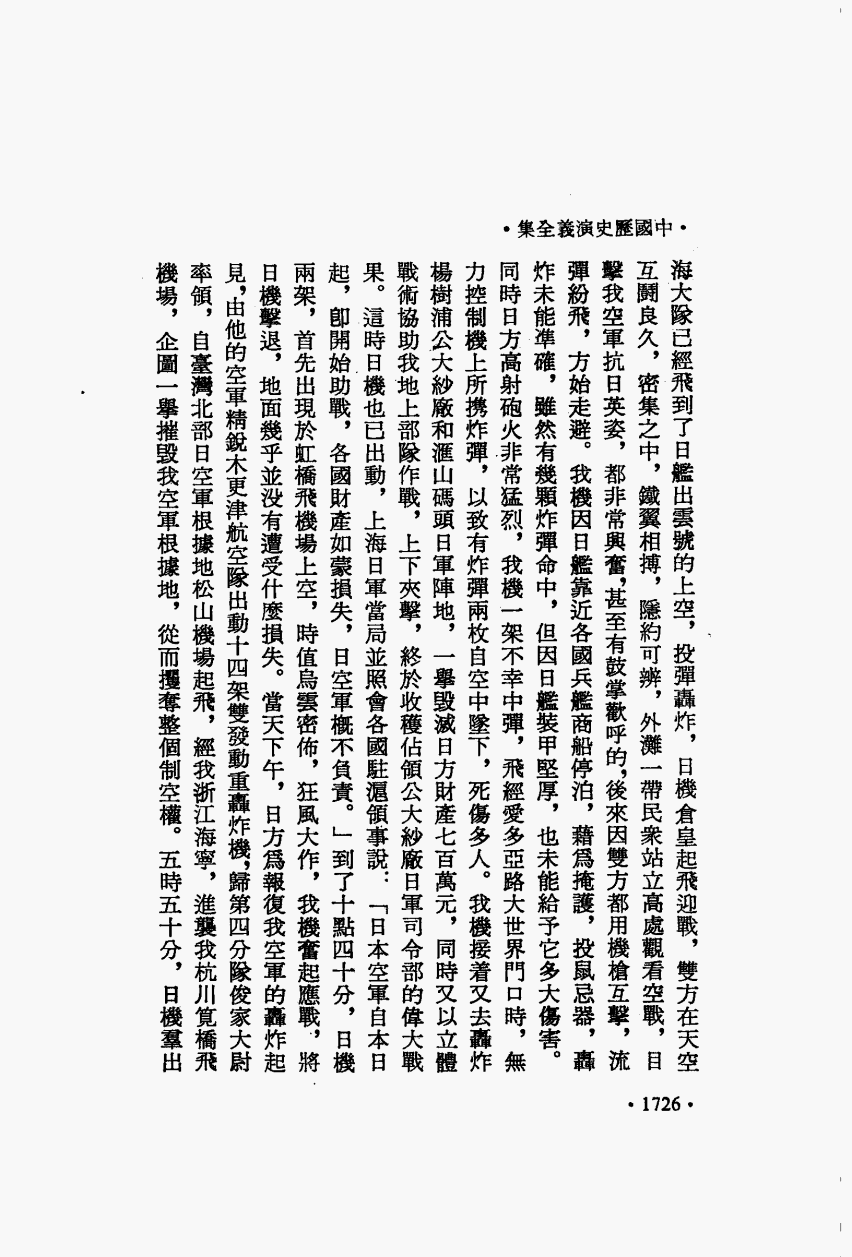 ·中國歷史演義全集·
海大隊已經飛到了日艦出雲號的上空，投彈轟炸，日機倉皇起飛迎戰，雙方在天空
互鬪良久，密集之中，鐵翼相搏，隱約可辨，外灘一帶民衆站立高處觀看空戰，目
擊我空軍抗日英姿，都非常興奮，甚至有鼓掌歡呼的，後來因雙方都用機槍互擊，流
彈紛飛，方始走避。我機因日艦靠近各國兵艦商船停泊，藉爲掩護，投鼠忌器，轟
炸未能準確，雖然有幾顆炸彈命中，但因日艦裝甲堅厚，也未能給予它多大傷害。
同時日方高射砲火非常猛烈，我機一架不幸中彈，飛經愛多亞路大世界門口時，無
力控制機上所携炸彈，以致有炸彈兩枚自空中墜下，死傷多人。我機接着又去轟炸
楊樹浦公大紗廠和滙山碼頭日軍陣地，一擧毀滅日方財產七百萬元，同時又以立體
戰術協助我地上部隊作戰，上下夾擊，終於收穫佔領公大紗廠日軍司令部的偉大戰
果。這時日機也已出動，上海日軍當局並照會各國駐滬領事說：「日本空軍自本日
起，卽開始助戰，各國財產如蒙損失，日空軍概不負責。」到了十點四十分，日機
兩架，首先出現於虹橋飛機場上空，時值烏雲密佈，狂風大作，我機奮起應戰，將
日機擊退，地面幾乎並没有遭受什麼損失。當天下午，日方爲報復我空軍的轟炸起
見，由他的空軍精銳木更津航空隊出動十四架雙發動重轟炸機，歸第四分隊俊家大尉
率領，自臺灣北部日空軍根據地松山機場起飛，經我浙江海寧，進襲我杭川筧橋飛
機場，企圖一擧摧毀我空軍根據地，從而攫奪整個制空權。五時五十分，日機羣出
·1726·